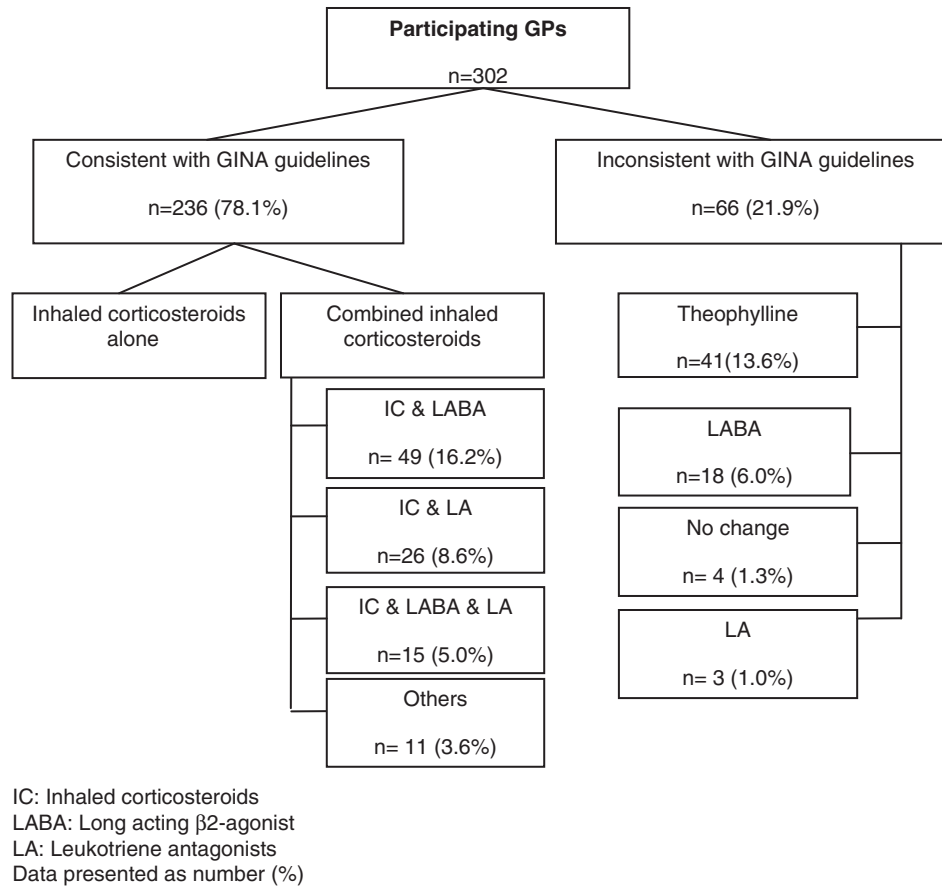 Participating GPs
n=302
Consistent with GINA guidelines
n=236 (78.1%)
Inconsistent with GINA guidelines
n=66 (21.9%)
Inhaled corticosteroids
alone
Combined inhaled
corticosteroids
IC & LABA
n= 49 (16.2%)
IC & LA
n=26 (8.6%)
IC & LABA & LA
n=15 (5.0%)
Others
n= 11 (3.6%)
Theophylline
n=41(13.6%)
LABA
n=18 (6.0%)
No change
n= 4 (1.3%)
LA
n= 3 (1.0%)
IC: Inhaled corticosteroids
LABA: Long acting β2-agonist
LA: Leukotriene antagonists
Data presented as number (%)